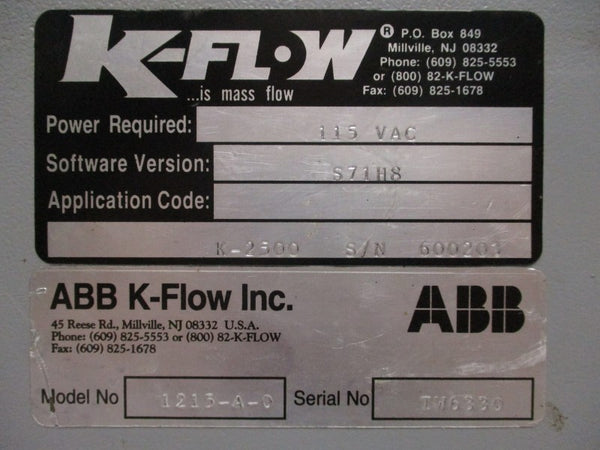 K-FLOW ®
...is mass flow
P.O. Box 849
Millville, NJ 08332
Phone: (609) 825-5553
or (800) 82-K-FLOW
Fax: (609) 825-1678
Power Required: 115 VAC
Software Version: S71H8
Application Code:
K-2500 S/N 600203
ABB K-Flow Inc.
45 Reese Rd., Millville, NJ 08332 U.S.A.
Phone: (609) 825-5553 or (800) 82-K-FLOW
Fax: (609) 825-1678
ABB
Model No 1215-A-0 Serial No TW6330